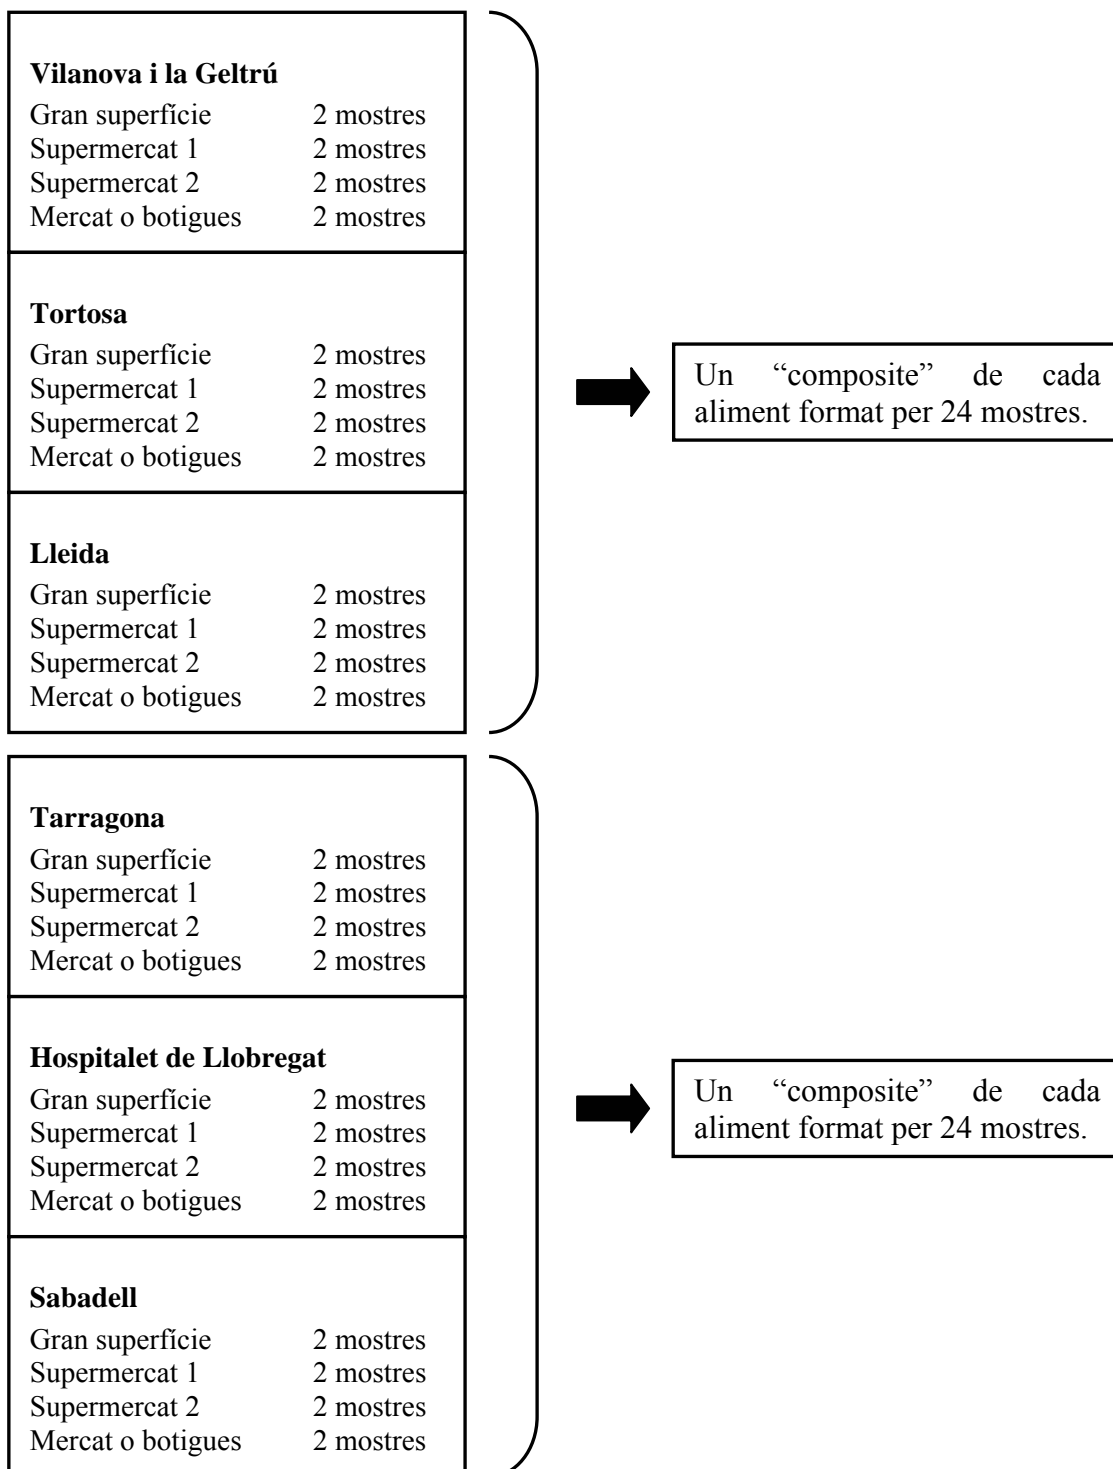 Vilanova i la Geltrú
Gran superfície 2 mostres
Supermercat 1 2 mostres
Supermercat 2 2 mostres
Mercat o botigues 2 mostres
Tortosa
Gran superfície 2 mostres
Supermercat 1 2 mostres
Supermercat 2 2 mostres
Mercat o botigues 2 mostres
Un “composite” de cada
aliment format per 24 mostres.
Lleida
Gran superfície 2 mostres
Supermercat 1 2 mostres
Supermercat 2 2 mostres
Mercat o botigues 2 mostres
Tarragona
Gran superfície 2 mostres
Supermercat 1 2 mostres
Supermercat 2 2 mostres
Mercat o botigues 2 mostres
Hospitalet de Llobregat
Gran superfície 2 mostres
Supermercat 1 2 mostres
Supermercat 2 2 mostres
Mercat o botigues 2 mostres
Un “composite” de cada
aliment format per 24 mostres.
Sabadell
Gran superfície 2 mostres
Supermercat 1 2 mostres
Supermercat 2 2 mostres
Mercat o botigues 2 mostres